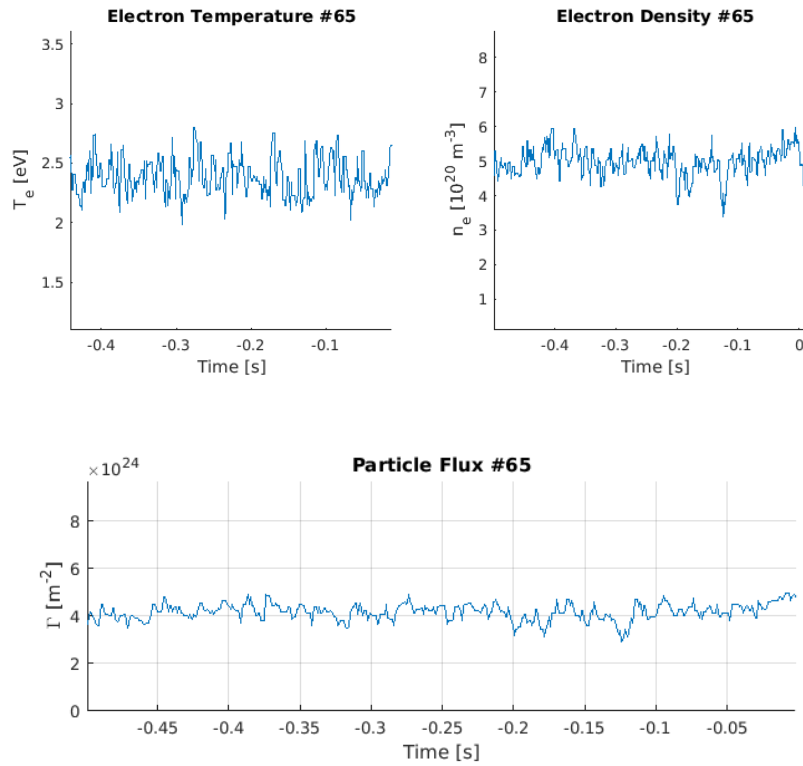 Electron Temperature #65
3.5
3
2.5
2
1.5
T_e [eV]
-0.4 -0.3 -0.2 -0.1
Time [s]
Electron Density #65
8
7
6
5
4
3
2
1
n_e [10^20 m^-3]
-0.4 -0.3 -0.2 -0.1 0
Time [s]
Particle Flux #65
×10^24
8
6
4
2
0
Γ [m^-2]
-0.45 -0.4 -0.35 -0.3 -0.25 -0.2 -0.15 -0.1 -0.05
Time [s]